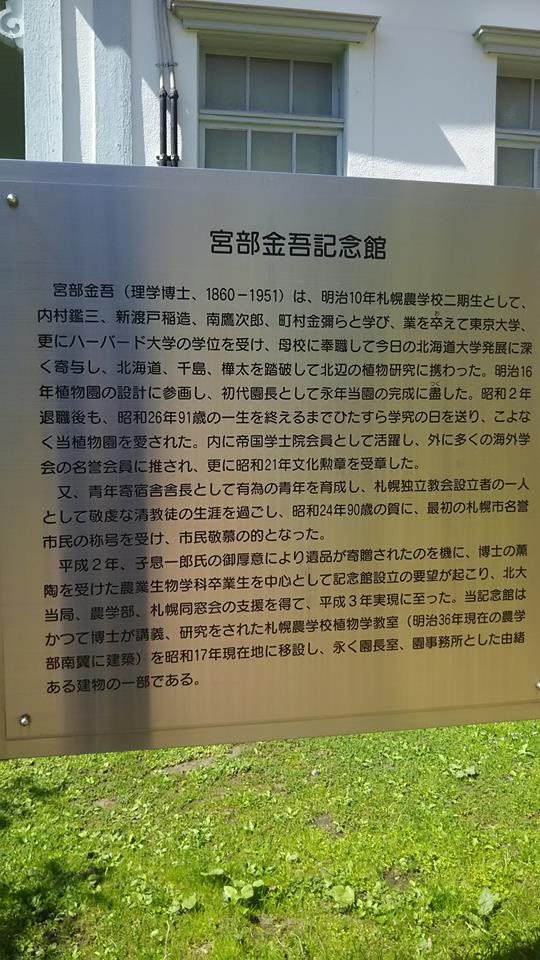 宮部金吾記念館
宮部金吾（理学博士、1860－1951）は、明治10年札幌農学校二期生として、
内村鑑三、新渡戸稲造、南鷹次郎、町村金彌らと学び、業を卒えて東京大学、
更にハーバード大学の学位を受け、母校に奉職して今日の北海道大学発展に深
く寄与し、北海道、千島、樺太を踏破して北辺の植物研究に携わった。明治16
年植物園の設計に参画し、初代園長として永年当園の完成に盡した。昭和２年
退職後も、昭和26年91歳の一生を終えるまでひたすら学究の日を送り、こよな
く当植物園を愛された。内に帝国学士院会員として活躍し、外に多くの海外学
会の名誉会員に推され、更に昭和21年文化勲章を受章した。
又、青年寄宿舎舎長として有為の青年を育成し、札幌独立教会設立者の一人
として敬虔な清教徒の生涯を過ごし、昭和24年90歳の賀に、最初の札幌市名誉
市民の称号を受け、市民敬慕の的となった。
平成２年、子息一郎氏の御厚意により遺品が寄贈されたのを機に、博士の薫
陶を受けた農業生物学科卒業生を中心として記念館設立の要望が起こり、北大
当局、農学部、札幌同窓会の支援を得て、平成３年実現に至った。当記念館は
かつて博士が講義、研究をされた札幌農学校植物学教室（明治36年現在の農学
部南翼に建築）を昭和17年現在地に移設し、永く園長室、園事務所とした由緒
ある建物の一部である。